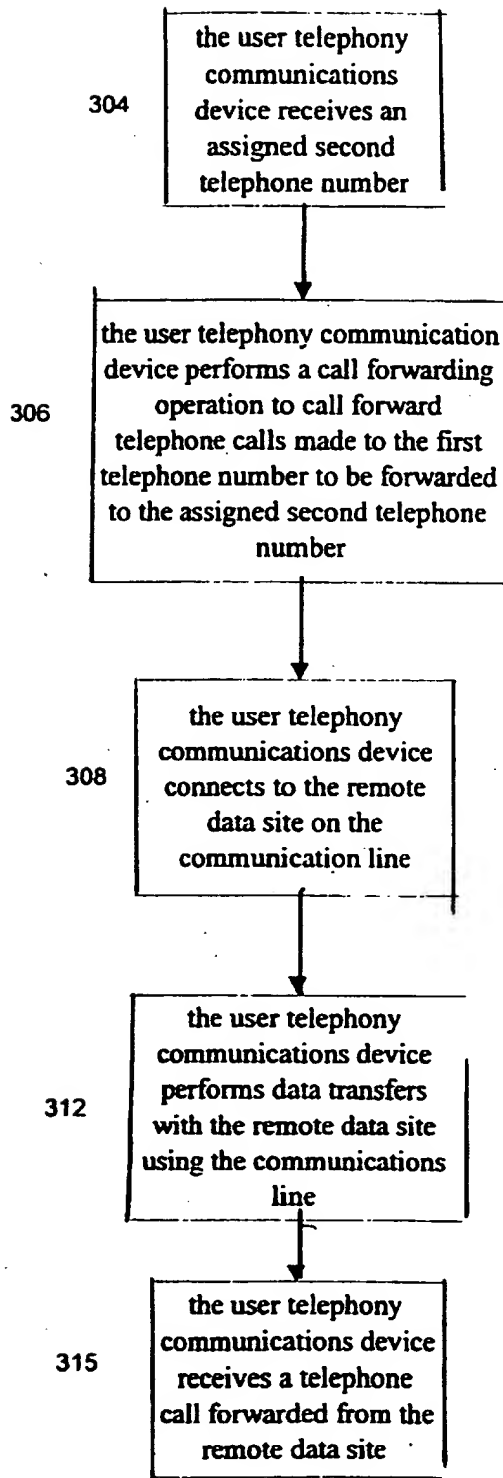 the user telephony
communications
304
device receives an
assigned second
telephone number
the user telephony communication
device performs a call forwarding
306
operation to call forward
telephone calls made to the first
telephone number to be forwarded
to the assigned second telephone
number
the user telephony
communications device
308
connects to the remote
data site on the
communication line
the user telephony
communications device
performs data transfers
312
with the remote data site
using the communications
line
the user telephony
communications device
315
receives a telephone
call forwarded from the
remote data site